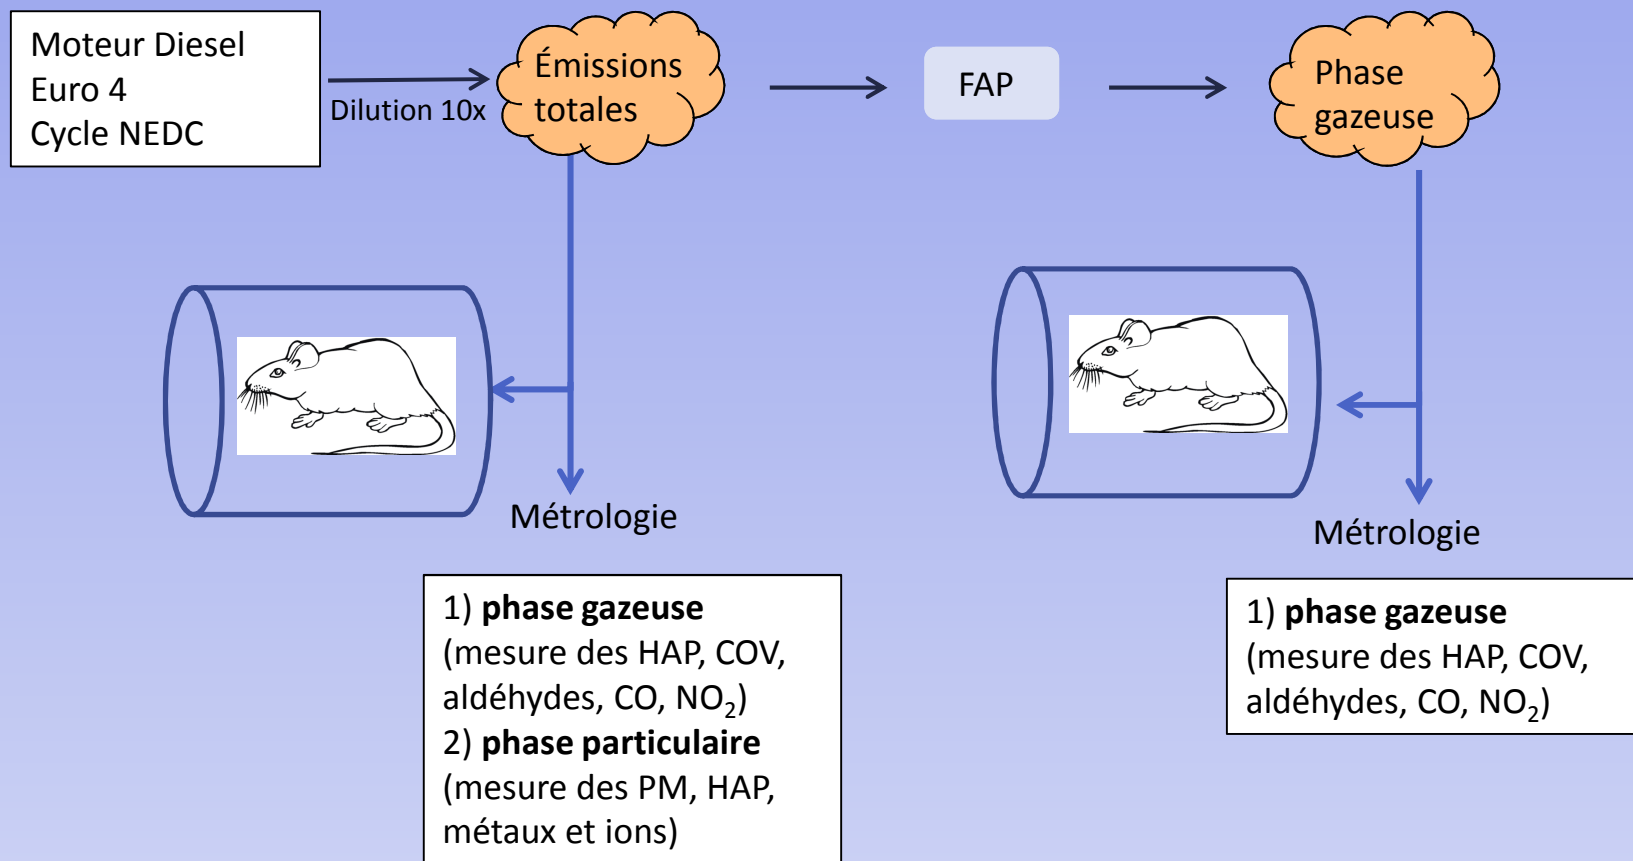 Moteur Diesel
Euro 4
Cycle NEDC
Dilution 10x
Émissions
totales
FAP
Phase
gazeuse
Métrologie
1) phase gazeuse
(mesure des HAP, COV,
aldéhydes, CO, NO₂)
2) phase particulaire
(mesure des PM, HAP,
métaux et ions)
Métrologie
1) phase gazeuse
(mesure des HAP, COV,
aldéhydes, CO, NO₂)